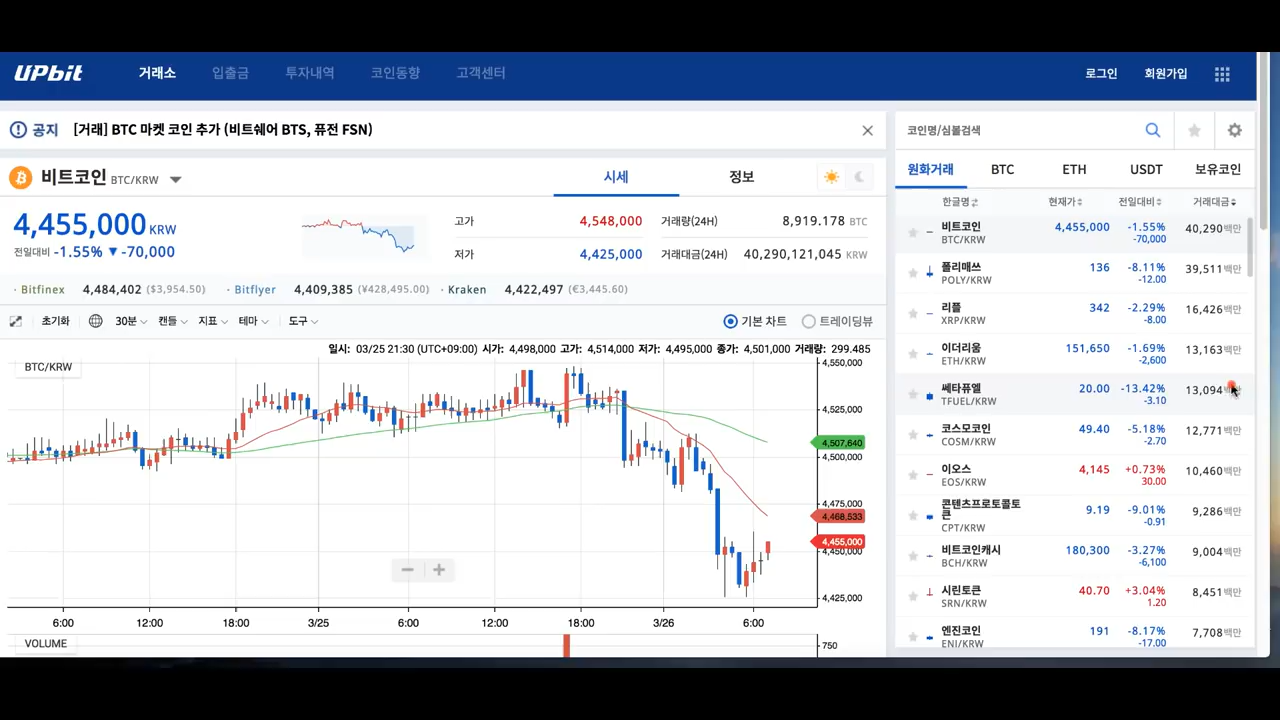 UPbit 거래소 입출금 투자내역 코인동향 고객센터 로그인 회원가입
공지 [거래] BTC 마켓 코인 추가 (비트쉐어 BTS, 퓨전 FSN)
비트코인 BTC/KRW 시세 정보
4,455,000 KRW
전일대비 -1.55% ▼ -70,000
고가 4,548,000 거래량(24H) 8,919.178 BTC
저가 4,425,000 거래대금(24H) 40,290,121,045 KRW
· Bitfinex 4,484,402 ($3,954.50) · Bitflyer 4,409,385 (¥428,495.00) · Kraken 4,422,497 (€3,445.60)
초기화 30분 캔들 지표 테마 도구 기본 차트 트레이딩뷰
일시: 03/25 21:30 (UTC+09:00) 시가: 4,498,000 고가: 4,514,000 저가: 4,495,000 종가: 4,501,000 거래량: 299.485
BTC/KRW
4,550,000
4,525,000
4,507,640
4,500,000
4,475,000
4,468,533
4,455,000
4,450,000
4,425,000
6:00 12:00 18:00 3/25 6:00 12:00 18:00 3/26 6:00
VOLUME
750
코인명/심볼검색
원화거래 BTC ETH USDT 보유코인
한글명 현재가 전일대비 거래대금
비트코인 4,455,000 -1.55% 40,290백만
BTC/KRW -70,000
폴리매쓰 136 -8.11% 39,511백만
POLY/KRW -12.00
리플 342 -2.29% 16,426백만
XRP/KRW -8.00
이더리움 151,650 -1.69% 13,163백만
ETH/KRW -2,600
쎄타퓨엘 20.00 -13.42% 13,094
TFUEL/KRW -3.10
코스모코인 49.40 -5.18% 12,771백만
COSM/KRW -2.70
이오스 4,145 +0.73% 10,460백만
EOS/KRW 30.00
콘텐츠프로토콜토
큰 9.19 -9.01% 9,286백만
CPT/KRW -0.91
비트코인캐시 180,300 -3.27% 9,004백만
BCH/KRW -6,100
시린토큰 40.70 +3.04% 8,451백만
SRN/KRW 1.20
엔진코인 191 -8.17% 7,708백만
ENJ/KRW -17.00